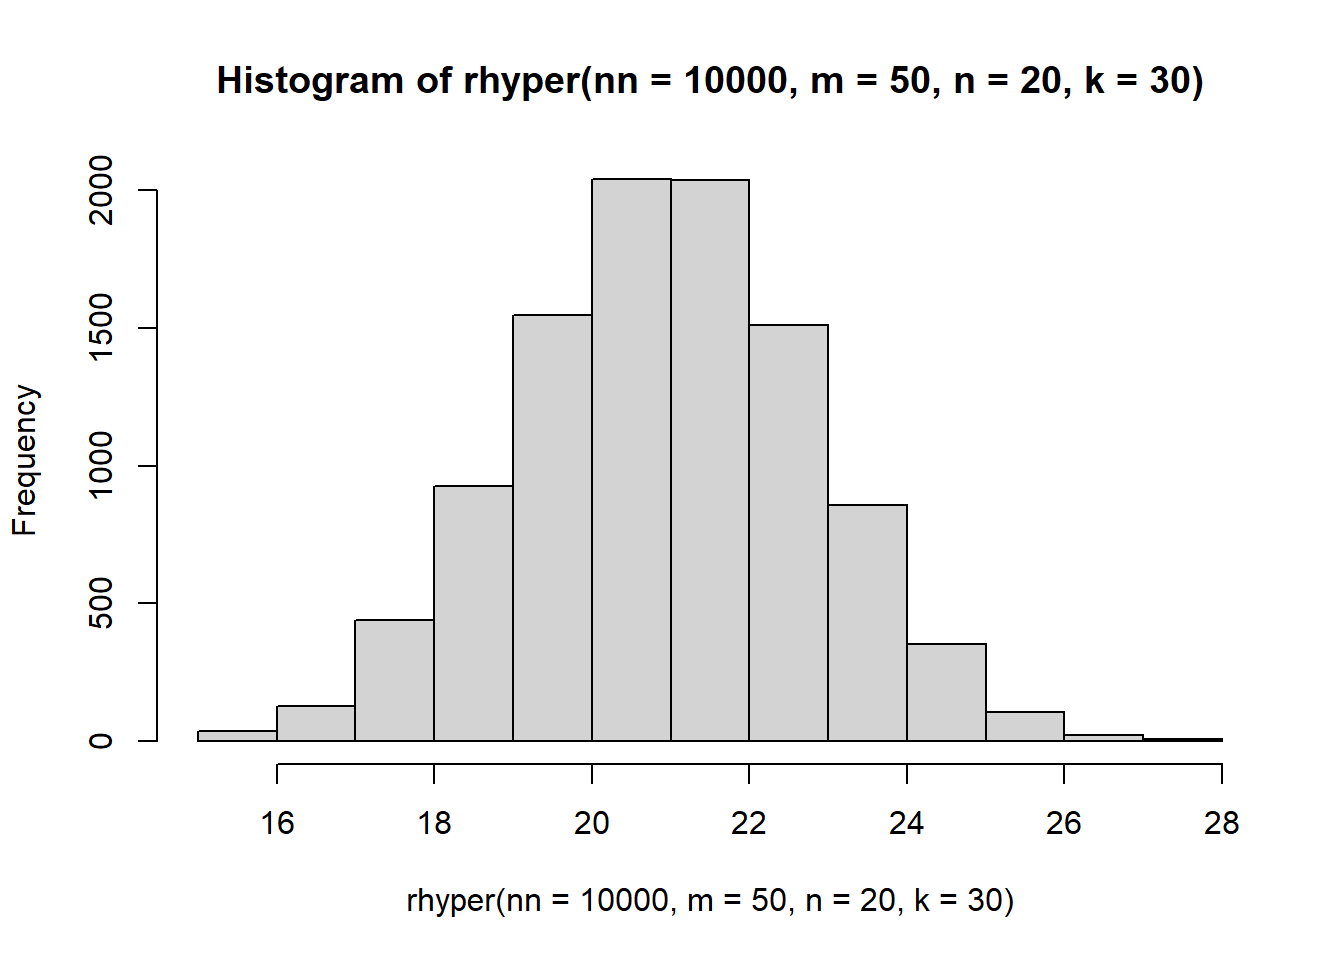 Histogram of rhyper(nn = 10000, m = 50, n = 20, k = 30)
Frequency
2000
1500
1000
500
0
16 18 20 22 24 26 28
rhyper(nn = 10000, m = 50, n = 20, k = 30)